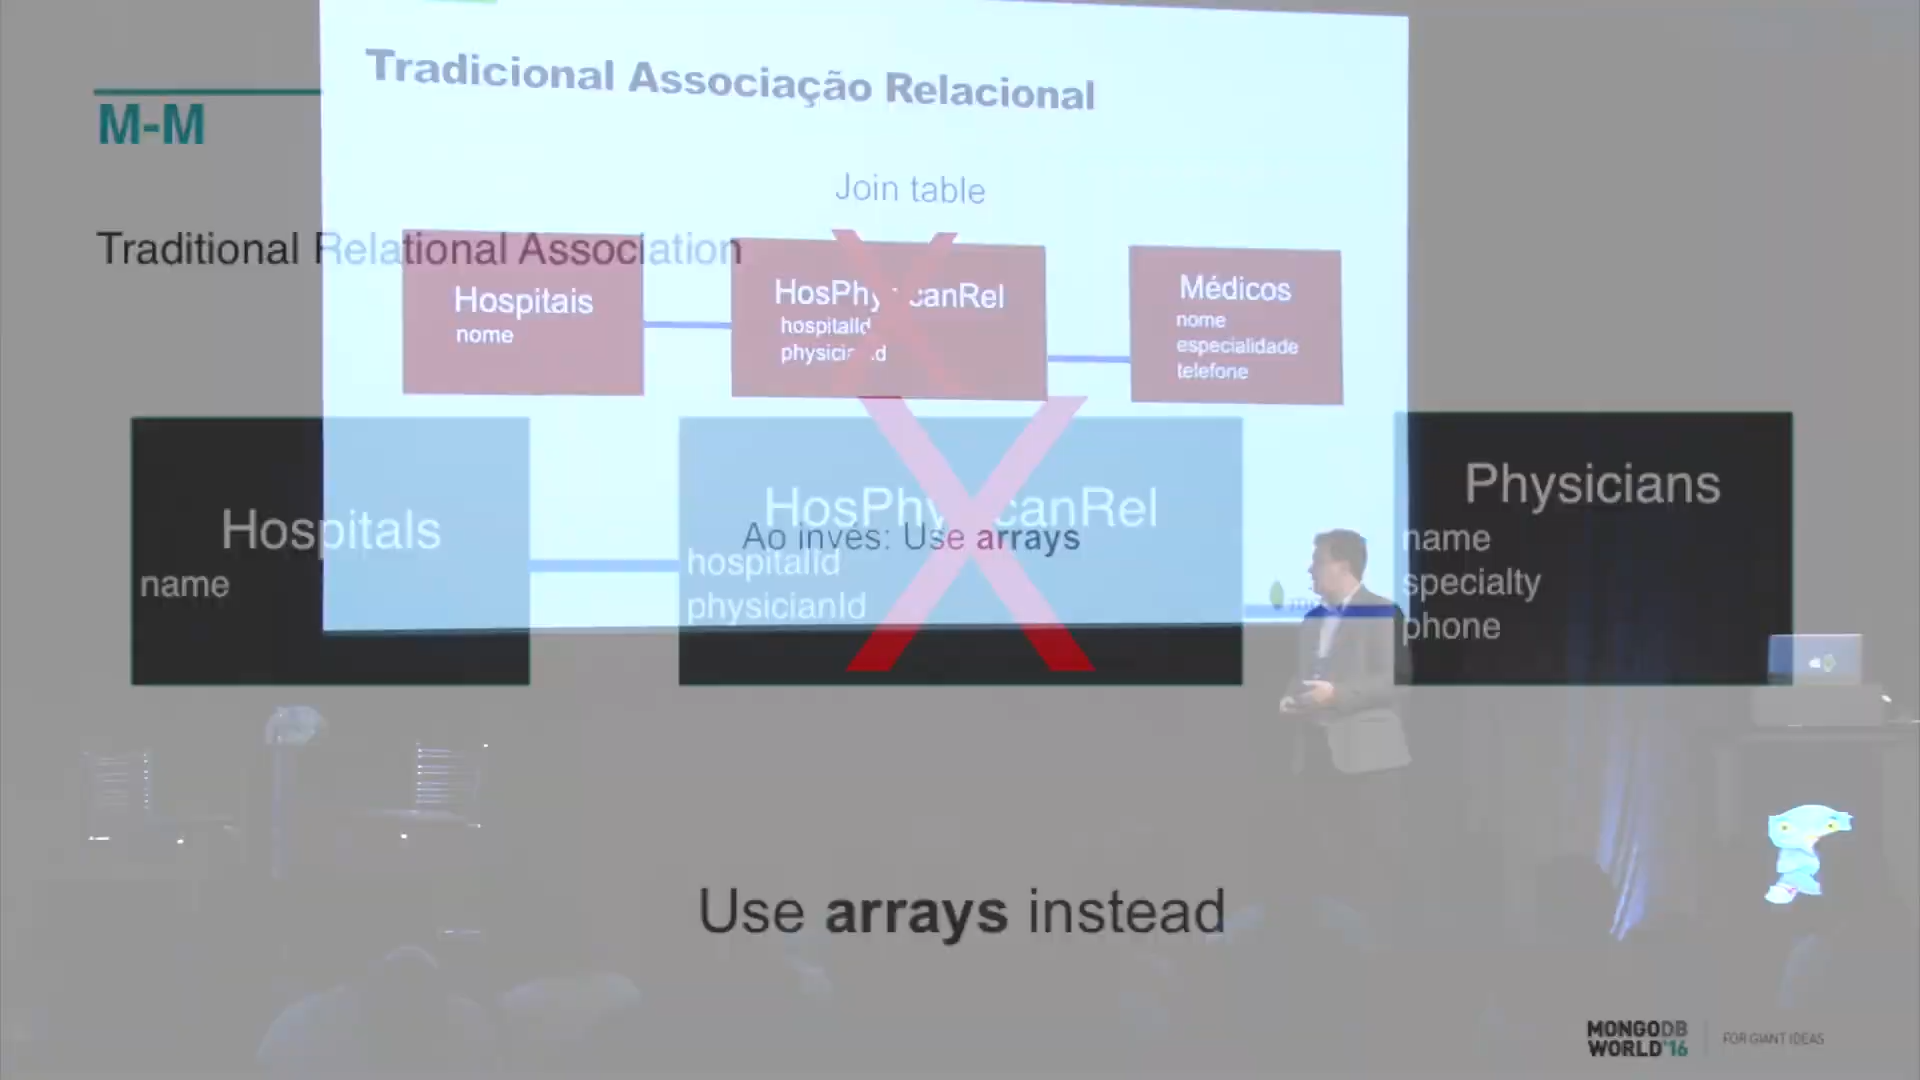 Tradicional Associação Relacional
M-M
Join table
Traditional Relational Association
Hospitais
nome
hospitalId
Médicos
nome
especialidade
telefone
Hospitals
name
Ao invés: Use arrays
hospitalId
physicianId
Physicians
name
specialty
phone
Use arrays instead
MONGODB
WORLD'16
FOR GIANT IDEAS